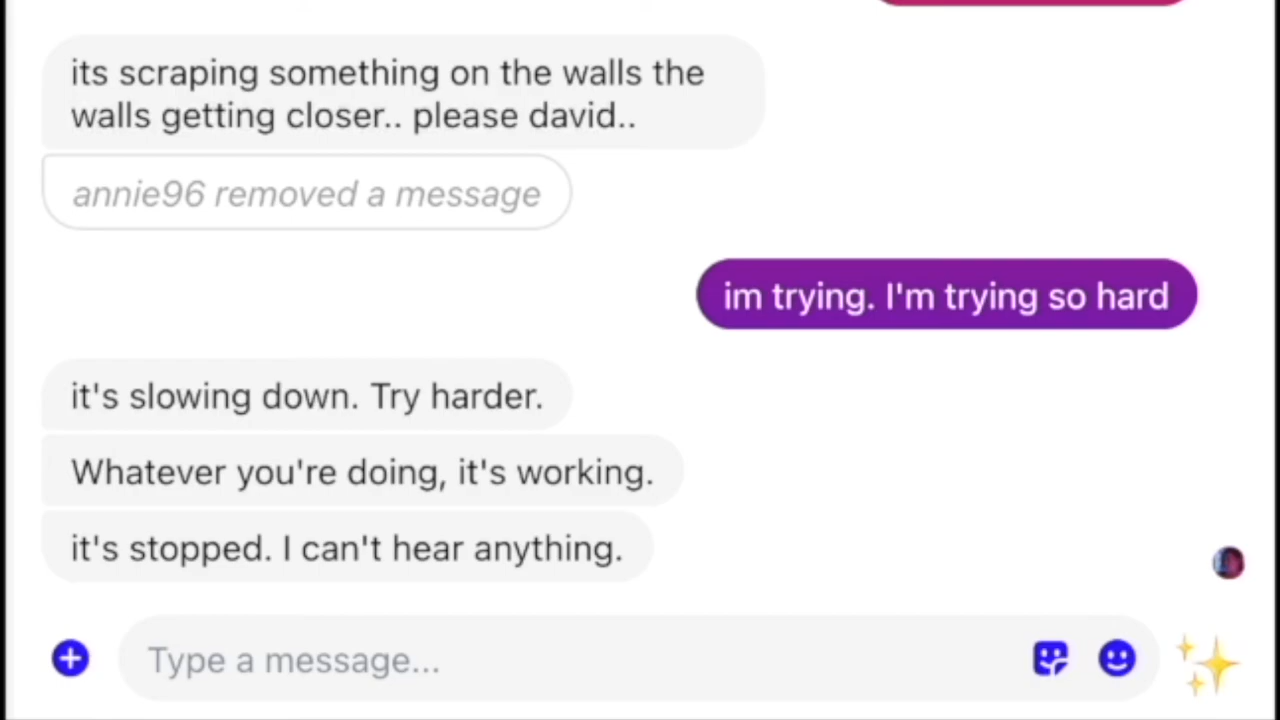 its scraping something on the walls the
walls getting closer.. please david..
annie96 removed a message
im trying. I'm trying so hard
it's slowing down. Try harder.
Whatever you're doing, it's working.
it's stopped. I can't hear anything.
Type a message...